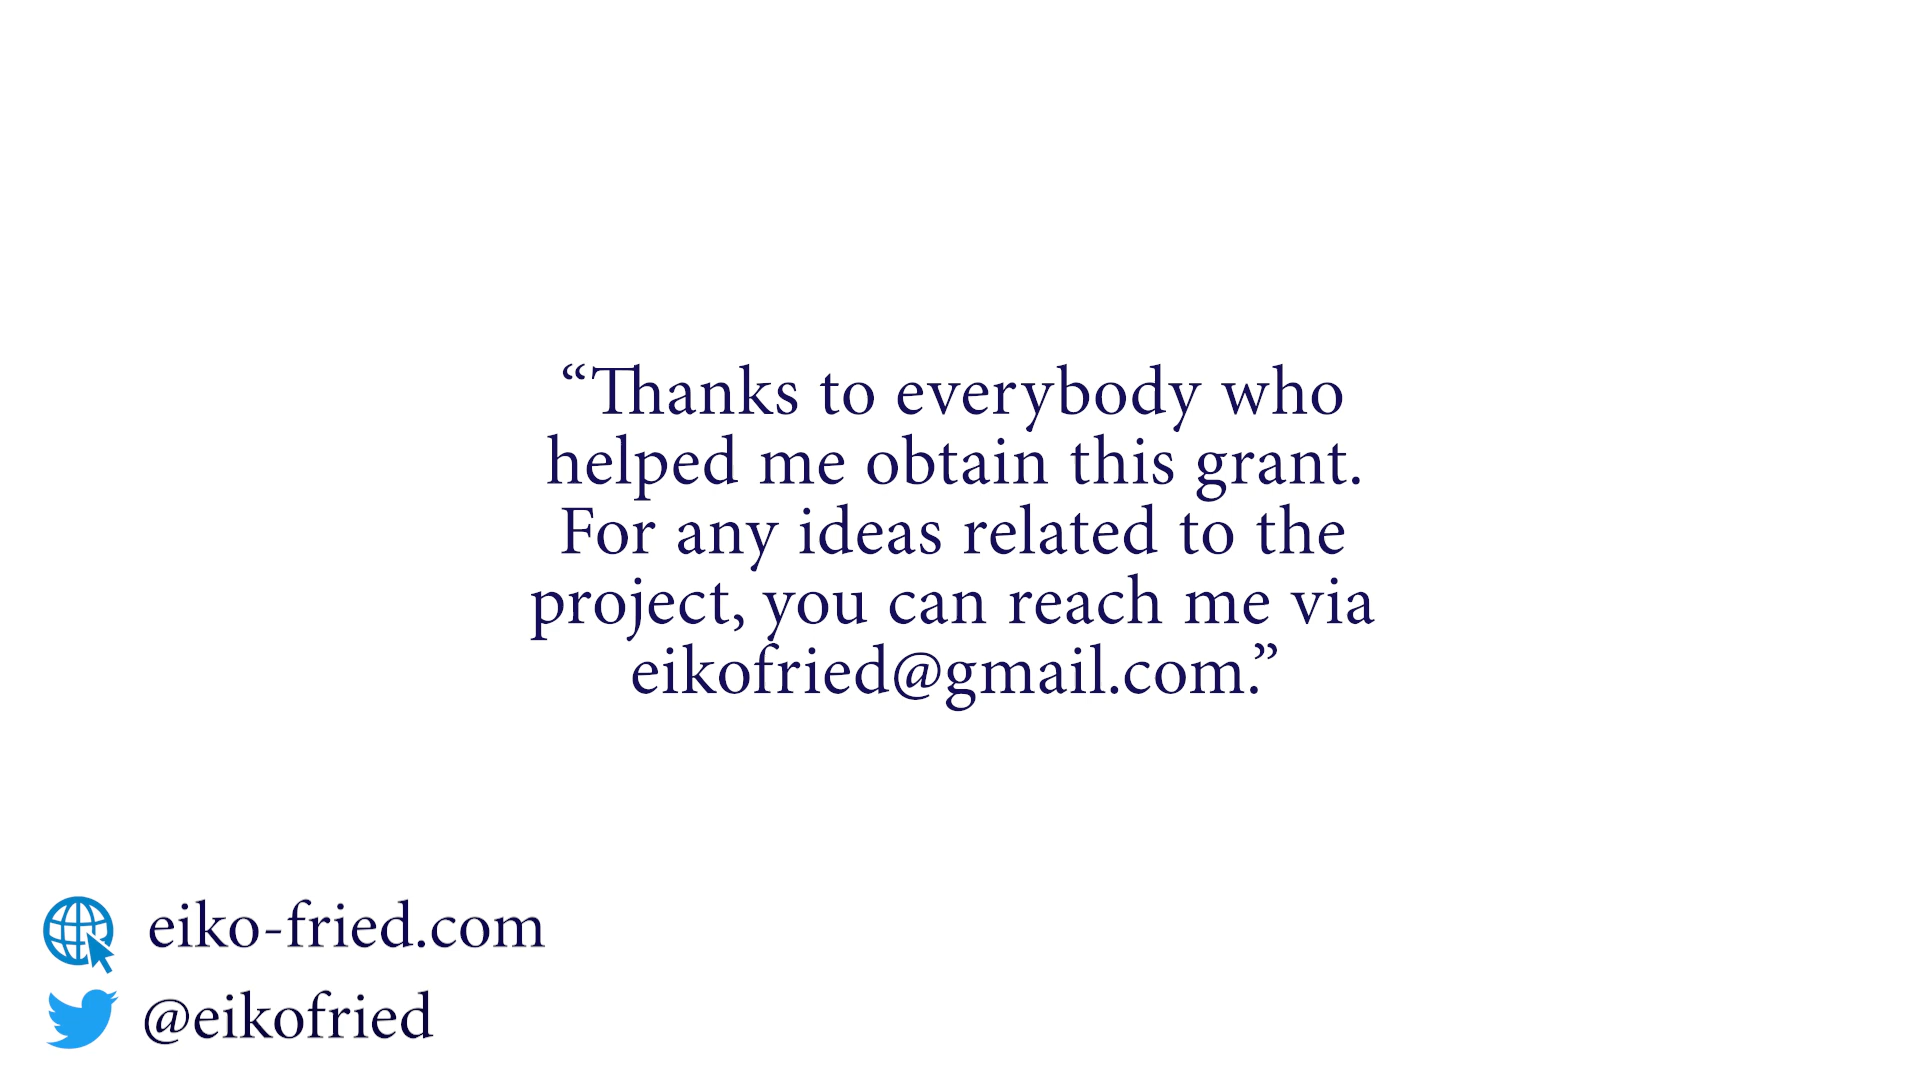 “Thanks to everybody who
helped me obtain this grant.
For any ideas related to the
project, you can reach me via
eikofried@gmail.com.”
eiko-fried.com
@eikofried